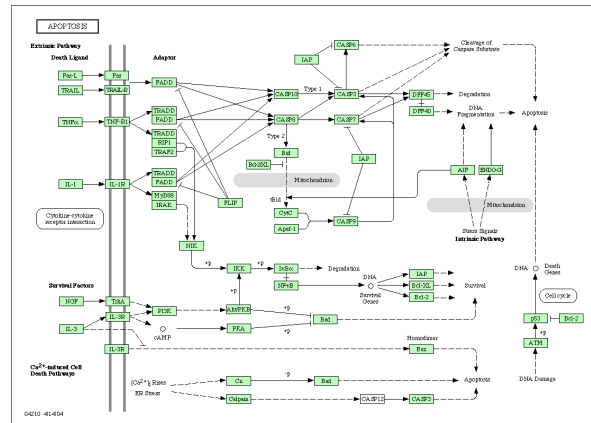 APOPTOSIS
Extrinsic Pathway
Death Ligand
Adaptor
Fas-L
Fas
FADD
TRAIL
TRAIL-R
CASP10
Type 1
CASP3
CASP6
IAP
Cleavage of
Caspase Substrate
DFF45
Degradation
DFF40
DNA
Fragmentation
Apoptosis
TNFα
TNF-R1
TRADD
FADD
TRADD
RIP1
TRAF2
CASP8
CASP7
Type 2
Bid
Bcl-2/XL
IAP
Mitochondrion
tBid
AIF
ENDO-G
Mitochondrion
IL-1
IL-1R
TRADD
FADD
MyD88
IRAK
FLIP
CytC
Apaf-1
CASP9
Stress Signals
Intrinsic Pathway
Cytokine-cytokine
receptor interaction
NIK
+p
IKK
+p
IκBα
Degradation
NFκB
DNA
Survival
Genes
IAP
Bcl-XL
Bcl-2
Survival
DNA
Death
Genes
Cell cycle
Survival Factors
NGF
TrkA
IL-3R
IL-3
PI3K
cAMP
+p
Akt/PKB
+p
PKA
+p
Bad
p53
Bcl-2
+p
ATM
DNA Damage
IL-3R
Homodimer
Bax
Ca2+-induced Cell
Death Pathways
[Ca2+]i Rises
ER Stress
Cn
-p
Bad
Apoptosis
Calpain
CASP12
CASP3
04210 4/14/04